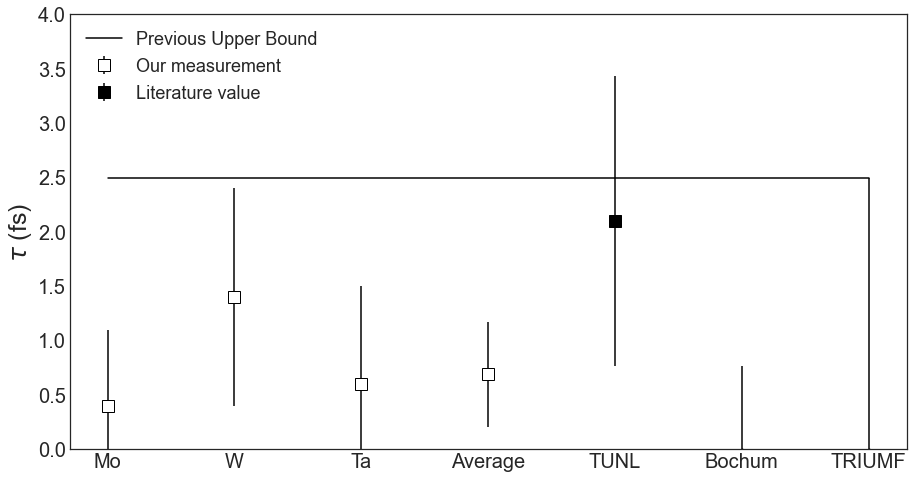 4.0
3.5
3.0
2.5
2.0
1.5
1.0
0.5
0.0
τ (fs)
Previous Upper Bound
Our measurement
Literature value
Mo W Ta Average TUNL Bochum TRIUMF